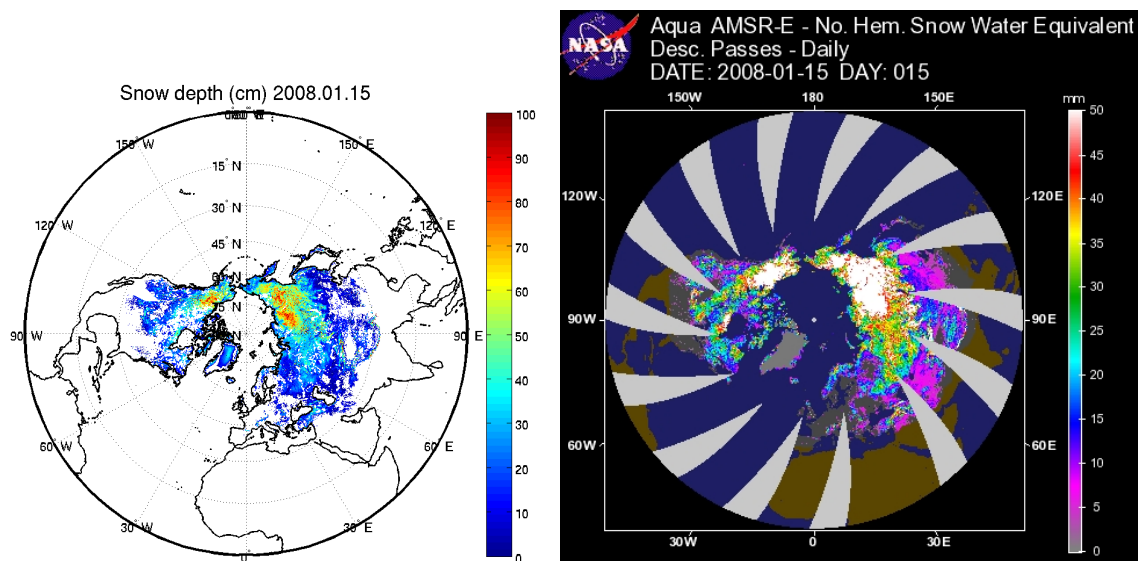 Snow depth (cm) 2008.01.15
150° W
150° E
15° N
120° W
120° E
30° N
45° N
90° W
90° E
60° W
60° E
30° W
30° E
0
100
90
80
70
60
50
40
30
20
10
0
NASA
Aqua AMSR-E - No. Hem. Snow Water Equivalent
Desc. Passes - Daily
DATE: 2008-01-15 DAY: 015
150W
180
150E
120W
120E
90W
90E
60W
60E
30W
0
30E
mm
50
45
40
35
30
25
20
15
10
5
0